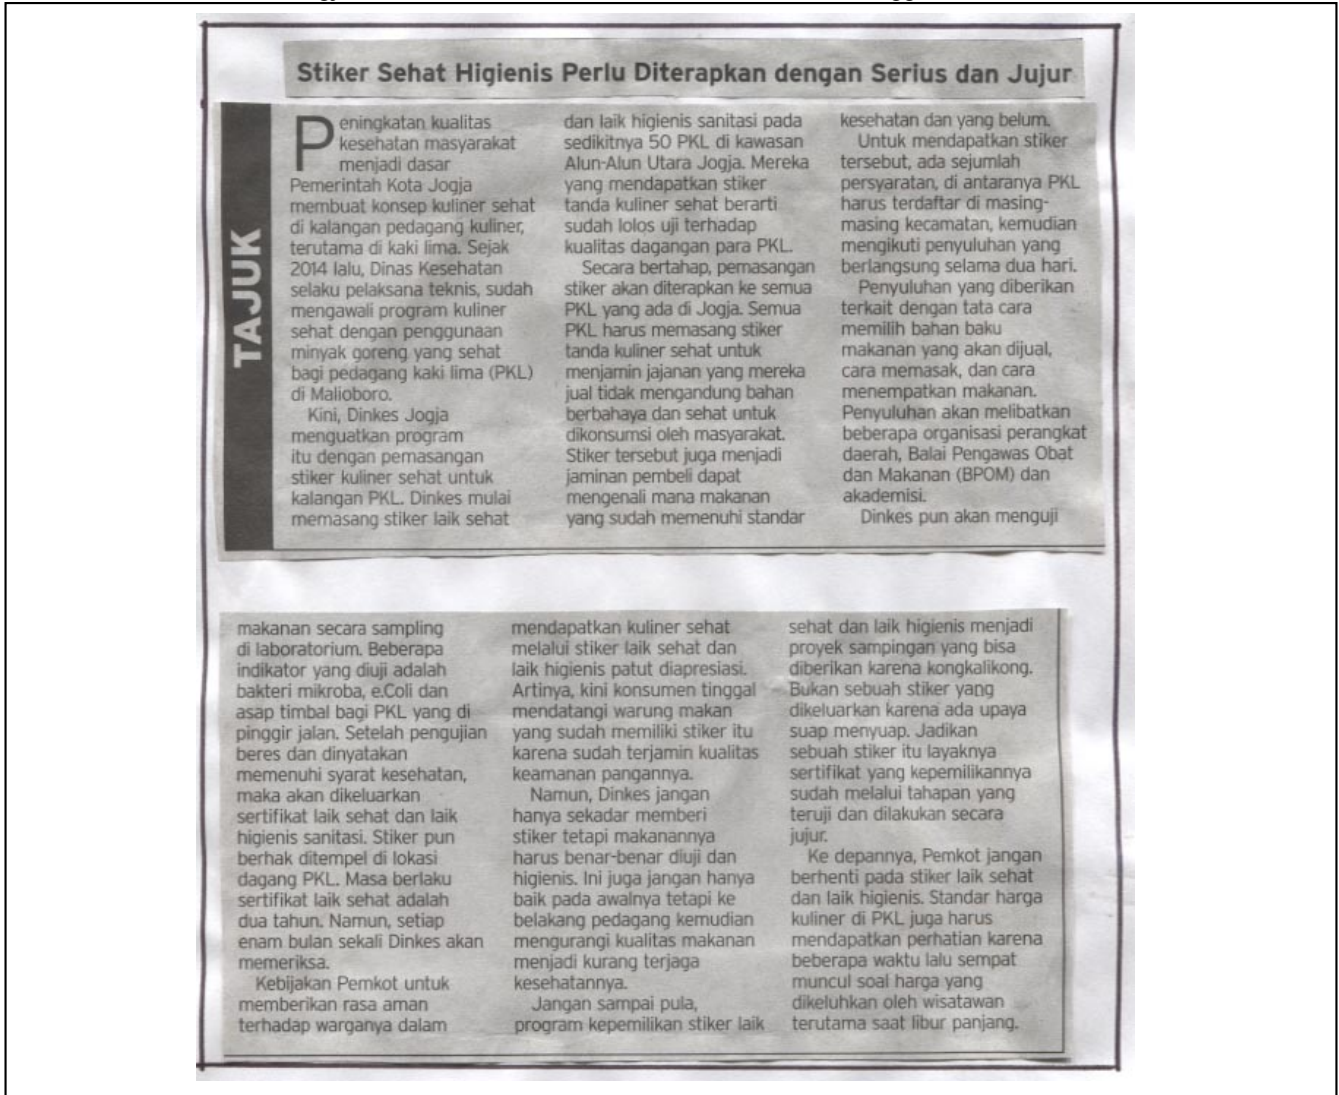 Stiker Sehat Higienis Perlu Diterapkan dengan Serius dan Jujur
TAJUK
Peningkatan kualitas
kesehatan masyarakat
menjadi dasar
Pemerintah Kota Jogja
membuat konsep kuliner sehat
di kalangan pedagang kuliner,
terutama di kaki lima. Sejak
2014 lalu, Dinas Kesehatan
selaku pelaksana teknis, sudah
mengawali program kuliner
sehat dengan penggunaan
minyak goreng yang sehat
bagi pedagang kaki lima (PKL)
di Malioboro.
Kini, Dinkes Jogja
menguatkan program
itu dengan pemasangan
stiker kuliner sehat untuk
kalangan PKL. Dinkes mulai
memasang stiker laik sehat
dan laik higienis sanitasi pada
sedikitnya 50 PKL di kawasan
Alun-Alun Utara Jogja. Mereka
yang mendapatkan stiker
tanda kuliner sehat berarti
sudah lolos uji terhadap
kualitas dagangan para PKL.
Secara bertahap, pemasangan
stiker akan diterapkan ke semua
PKL yang ada di Jogja. Semua
PKL harus memasang stiker
tanda kuliner sehat untuk
menjamin jajanan yang mereka
jual tidak mengandung bahan
berbahaya dan sehat untuk
dikonsumsi oleh masyarakat.
Stiker tersebut juga menjadi
jaminan pembeli dapat
mengenali mana makanan
yang sudah memenuhi standar
kesehatan dan yang belum.
Untuk mendapatkan stiker
tersebut, ada sejumlah
persyaratan, di antaranya PKL
harus terdaftar di masing-
masing kecamatan, kemudian
mengikuti penyuluhan yang
berlangsung selama dua hari.
Penyuluhan yang diberikan
terkait dengan tata cara
memilih bahan baku
makanan yang akan dijual,
cara memasak, dan cara
menempatkan makanan.
Penyuluhan akan melibatkan
beberapa organisasi perangkat
daerah, Balai Pengawas Obat
dan Makanan (BPOM) dan
akademisi.
Dinkes pun akan menguji
makanan secara sampling
di laboratorium. Beberapa
indikator yang diuji adalah
bakteri mikroba, e.Coli dan
asap timbal bagi PKL yang di
pinggir jalan. Setelah pengujian
beres dan dinyatakan
memenuhi syarat kesehatan,
maka akan dikeluarkan
sertifikat laik sehat dan laik
higienis sanitasi. Stiker pun
berhak ditempel di lokasi
dagang PKL. Masa berlaku
sertifikat laik sehat adalah
dua tahun. Namun, setiap
enam bulan sekali Dinkes akan
memeriksa.
Kebijakan Pemkot untuk
memberikan rasa aman
terhadap warganya dalam
mendapatkan kuliner sehat
melalui stiker laik sehat dan
laik higienis patut diapresiasi.
Artinya, kini konsumen tinggal
mendatangi warung makan
yang sudah memiliki stiker itu
karena sudah terjamin kualitas
keamanan pangannya.
Namun, Dinkes jangan
hanya sekadar memberi
stiker tetapi makanannya
harus benar-benar diuji dan
higienis. Ini juga jangan hanya
baik pada awalnya tetapi ke
belakang pedagang kemudian
mengurangi kualitas makanan
menjadi kurang terjaga
kesehatannya.
Jangan sampai pula,
program kepemilikan stiker laik
sehat dan laik higienis menjadi
proyek sampingan yang bisa
diberikan karena kongkalikong.
Bukan sebuah stiker yang
dikeluarkan karena ada upaya
suap menyuap. Jadikan
sebuah stiker itu layaknya
sertifikat yang kepemilikannya
sudah melalui tahapan yang
teruji dan dilakukan secara
jujur.
Ke depannya, Pemkot jangan
berhenti pada stiker laik sehat
dan laik higienis. Standar harga
kuliner di PKL juga harus
mendapatkan perhatian karena
beberapa waktu lalu sempat
muncul soal harga yang
dikeluhkan oleh wisatawan
terutama saat libur panjang.